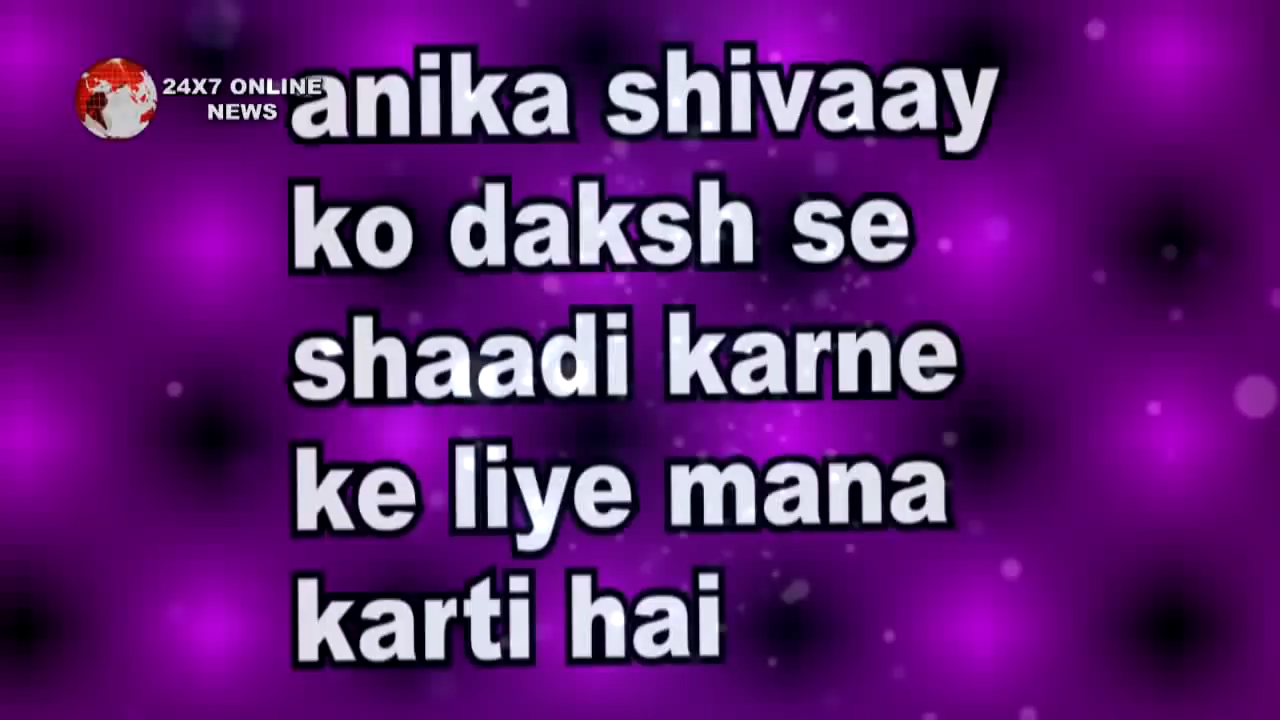 24X7 ONLINE
NEWS
anika shivaay
ko daksh se
shaadi karne
ke liye mana
karti hai